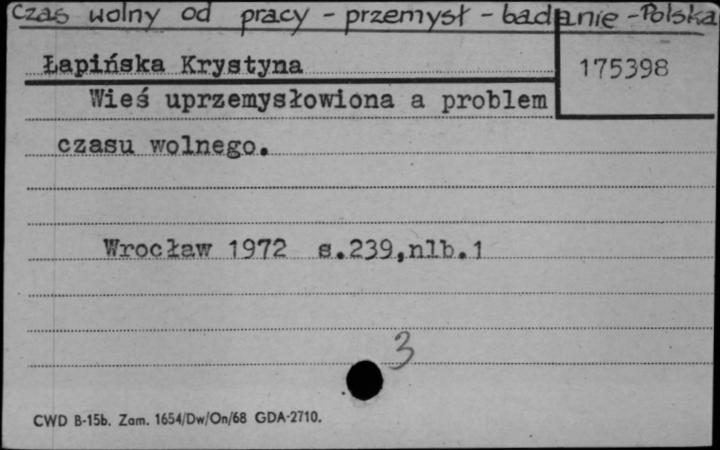 Czas wolny od pracy - przemysł - badanie - Polska
Łapińska Krystyna
175398
Wieś uprzemysłowiona a problem
czasu wolnego.
Wrocław 1972 s.239,nlb.1
3
CWD B-15b. Zam. 1654/Dw/On/68 GDA-2710.